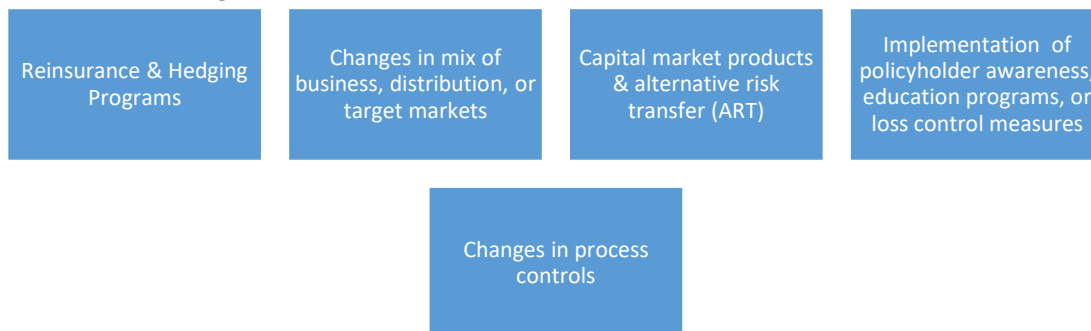 Reinsurance & Hedging
Programs
Changes in mix of
business, distribution, or
target markets
Capital market products
& alternative risk
transfer (ART)
Implementation of
policyholder awareness,
education programs, or
loss control measures
Changes in process
controls